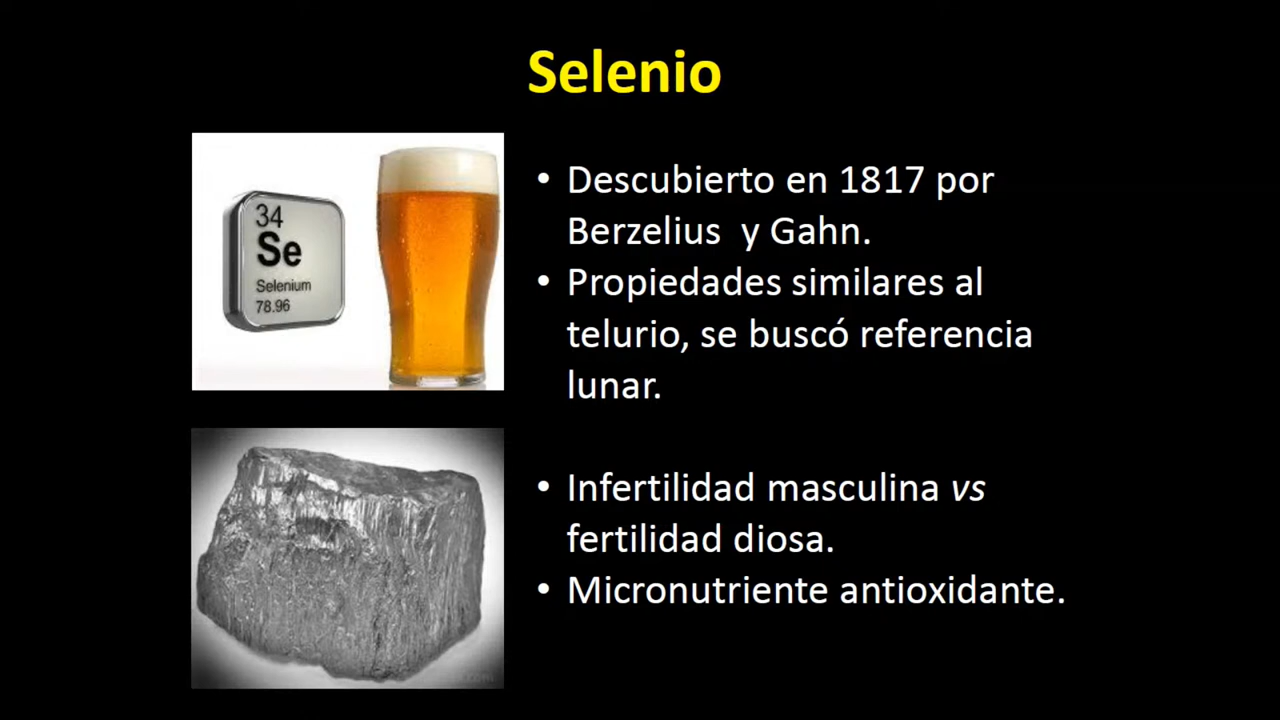 Selenio
34
Se
Selenium
78.96
• Descubierto en 1817 por
Berzelius y Gahn.
• Propiedades similares al
telurio, se buscó referencia
lunar.
• Infertilidad masculina vs
fertilidad diosa.
• Micronutriente antioxidante.